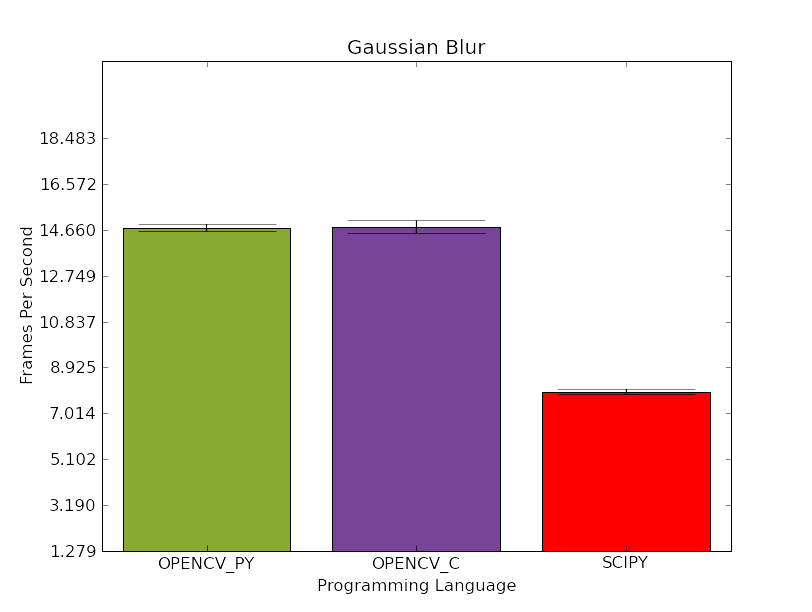 Gaussian Blur
18.483
16.572
14.660
12.749
10.837
8.925
7.014
5.102
3.190
1.279
Frames Per Second
OPENCV_PY
OPENCV_C
SCIPY
Programming Language